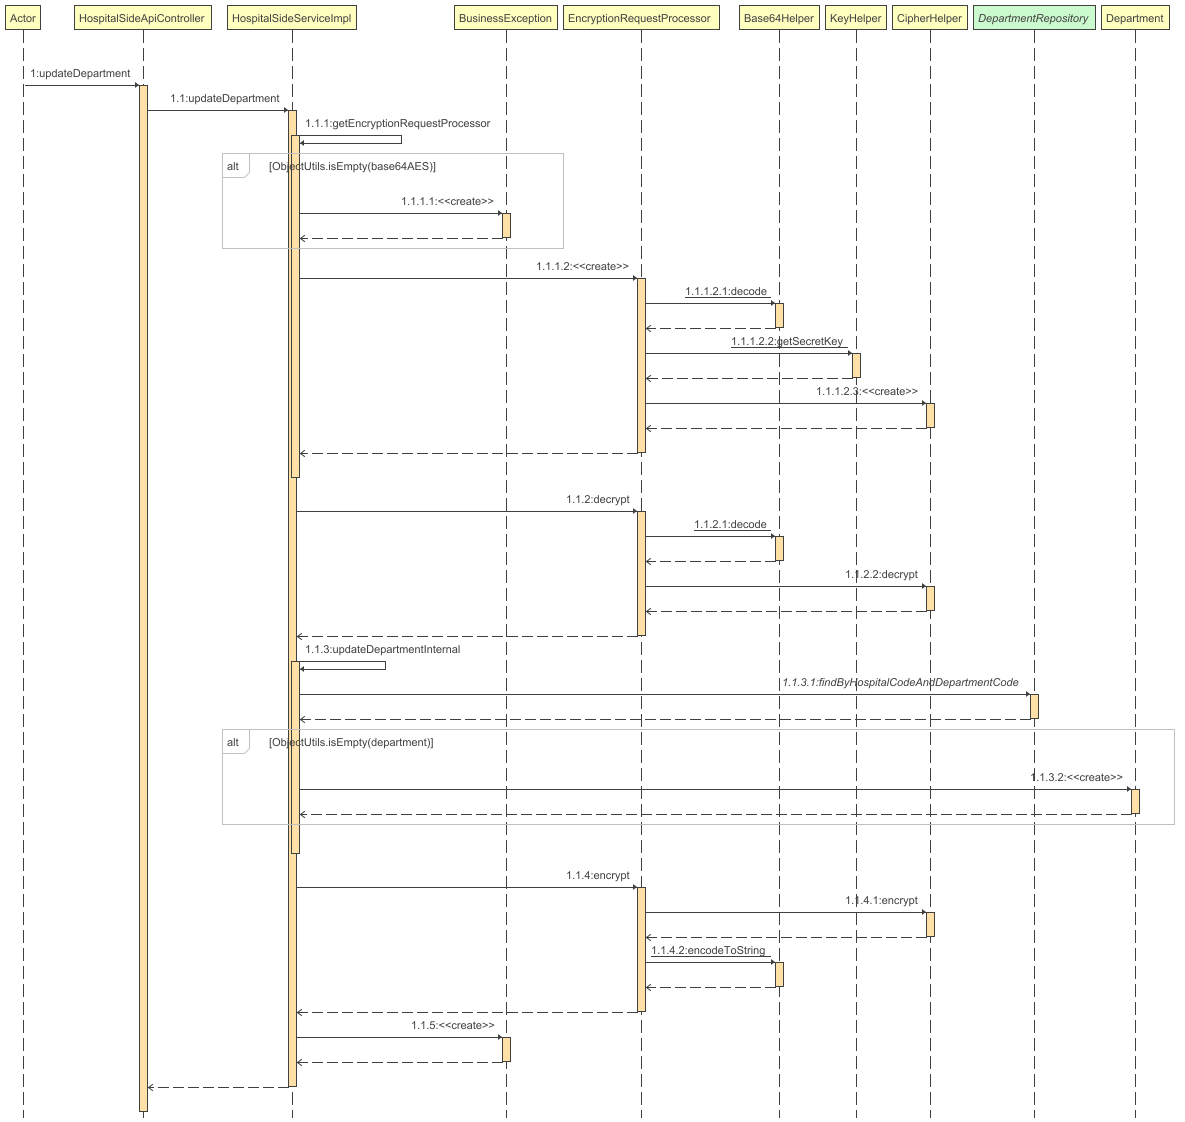 Actor
HospitalSideApiController
HospitalSideServiceImpl
BusinessException
EncryptionRequestProcessor
Base64Helper
KeyHelper
CipherHelper
DepartmentRepository
Department
1:updateDepartment
1.1:updateDepartment
1.1.1:getEncryptionRequestProcessor
alt
[ObjectUtils.isEmpty(base64AES)]
1.1.1.1:<<create>>
1.1.1.2:<<create>>
1.1.1.2.1:decode
1.1.1.2.2:getSecretKey
1.1.1.2.3:<<create>>
1.1.2:decrypt
1.1.2.1:decode
1.1.2.2:decrypt
1.1.3:updateDepartmentInternal
1.1.3.1:findByHospitalCodeAndDepartmentCode
alt
[ObjectUtils.isEmpty(department)]
1.1.3.2:<<create>>
1.1.4:encrypt
1.1.4.1:encrypt
1.1.4.2:encodeToString
1.1.5:<<create>>